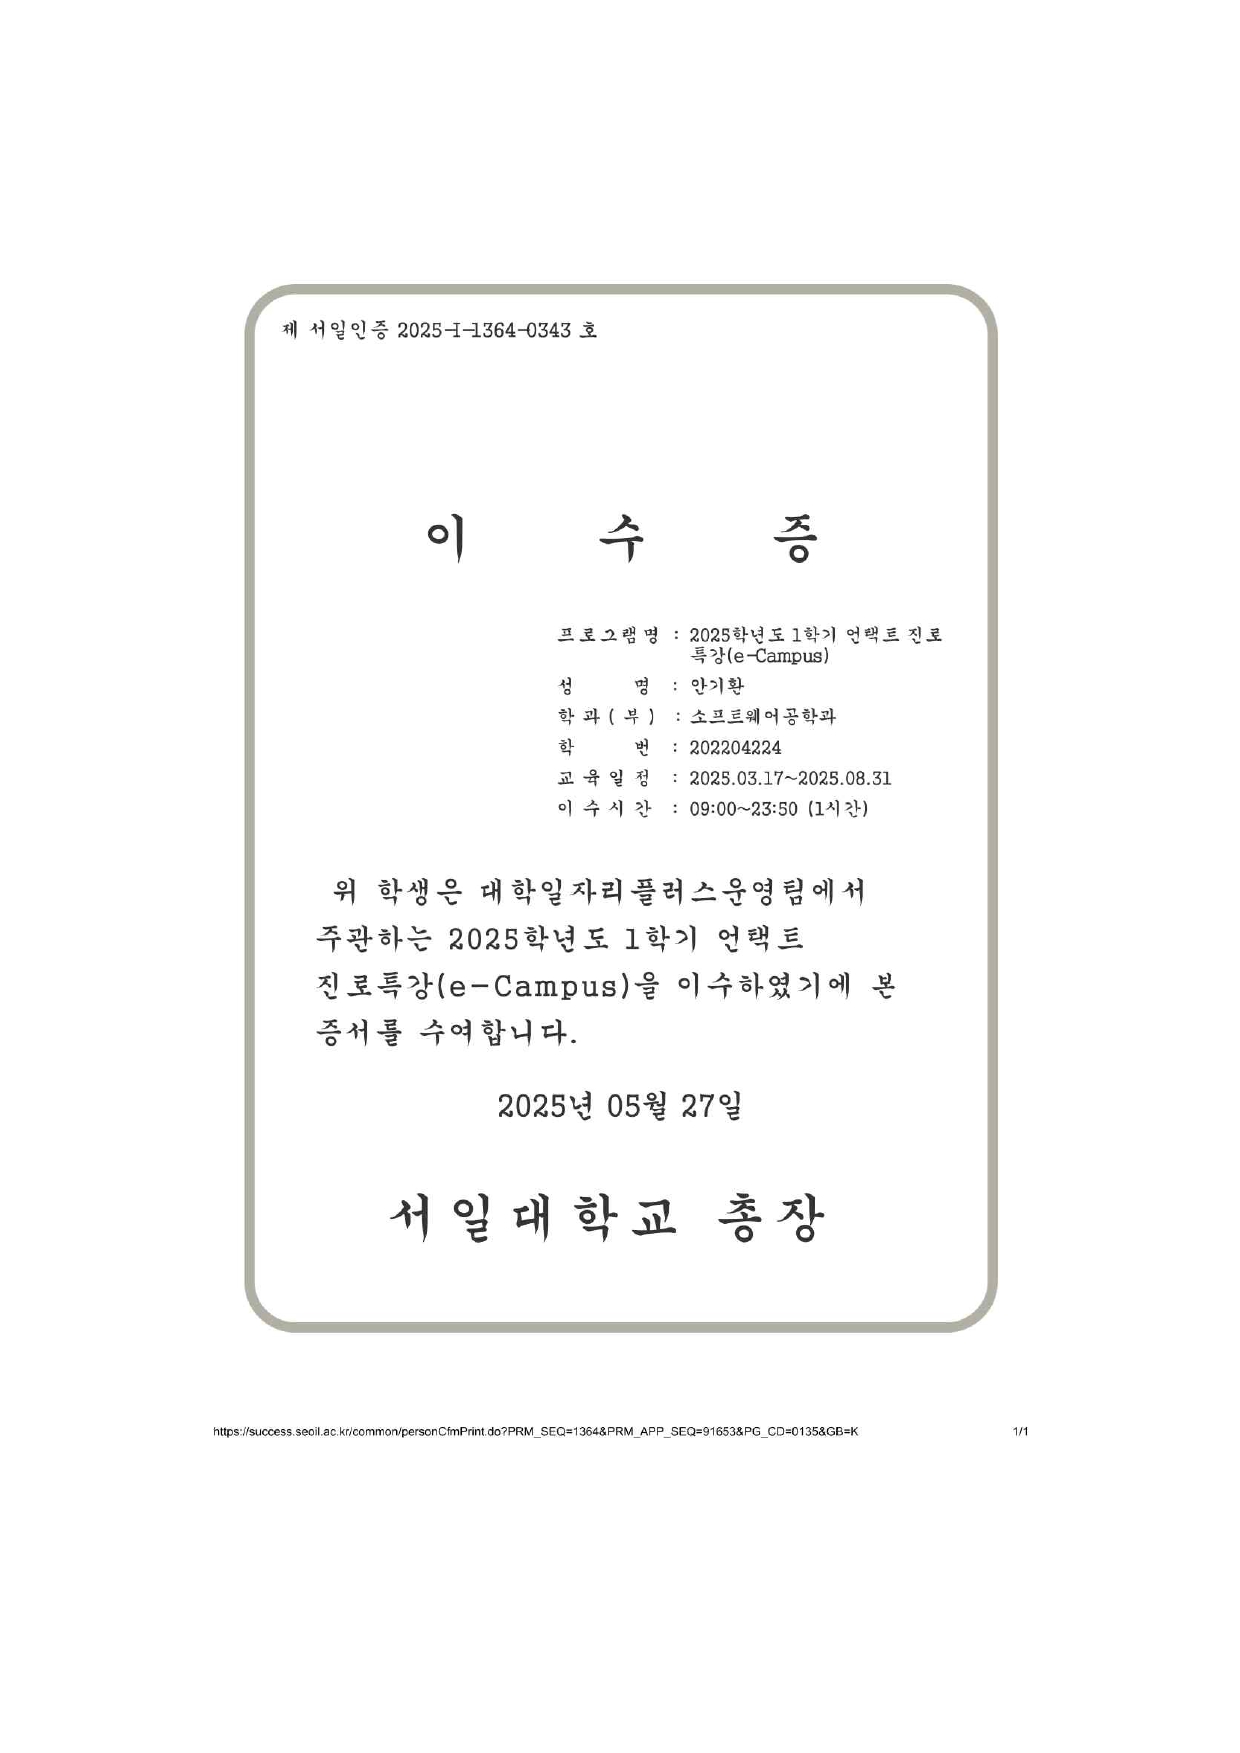 제 서일인증 2025-I-1364-0343 호
이 수 증
프로그램명 : 2025학년도 1학기 언택트 진로
특강(e-Campus)
성 명 : 안기환
학과(부) : 소프트웨어공학과
학 번 : 202204224
교육일정 : 2025.03.17~2025.08.31
이수시간 : 09:00~23:50 (1시간)
위 학생은 대학일자리플러스운영팀에서
주관하는 2025학년도 1학기 언택트
진로특강(e-Campus)을 이수하였기에 본
증서를 수여합니다.
2025년 05월 27일
서일대학교 총장
https://success.seoil.ac.kr/common/personCfmPrint.do?PRM_SEQ=1364&PRM_APP_SEQ=91653&PG_CD=0135&GB=K 1/1